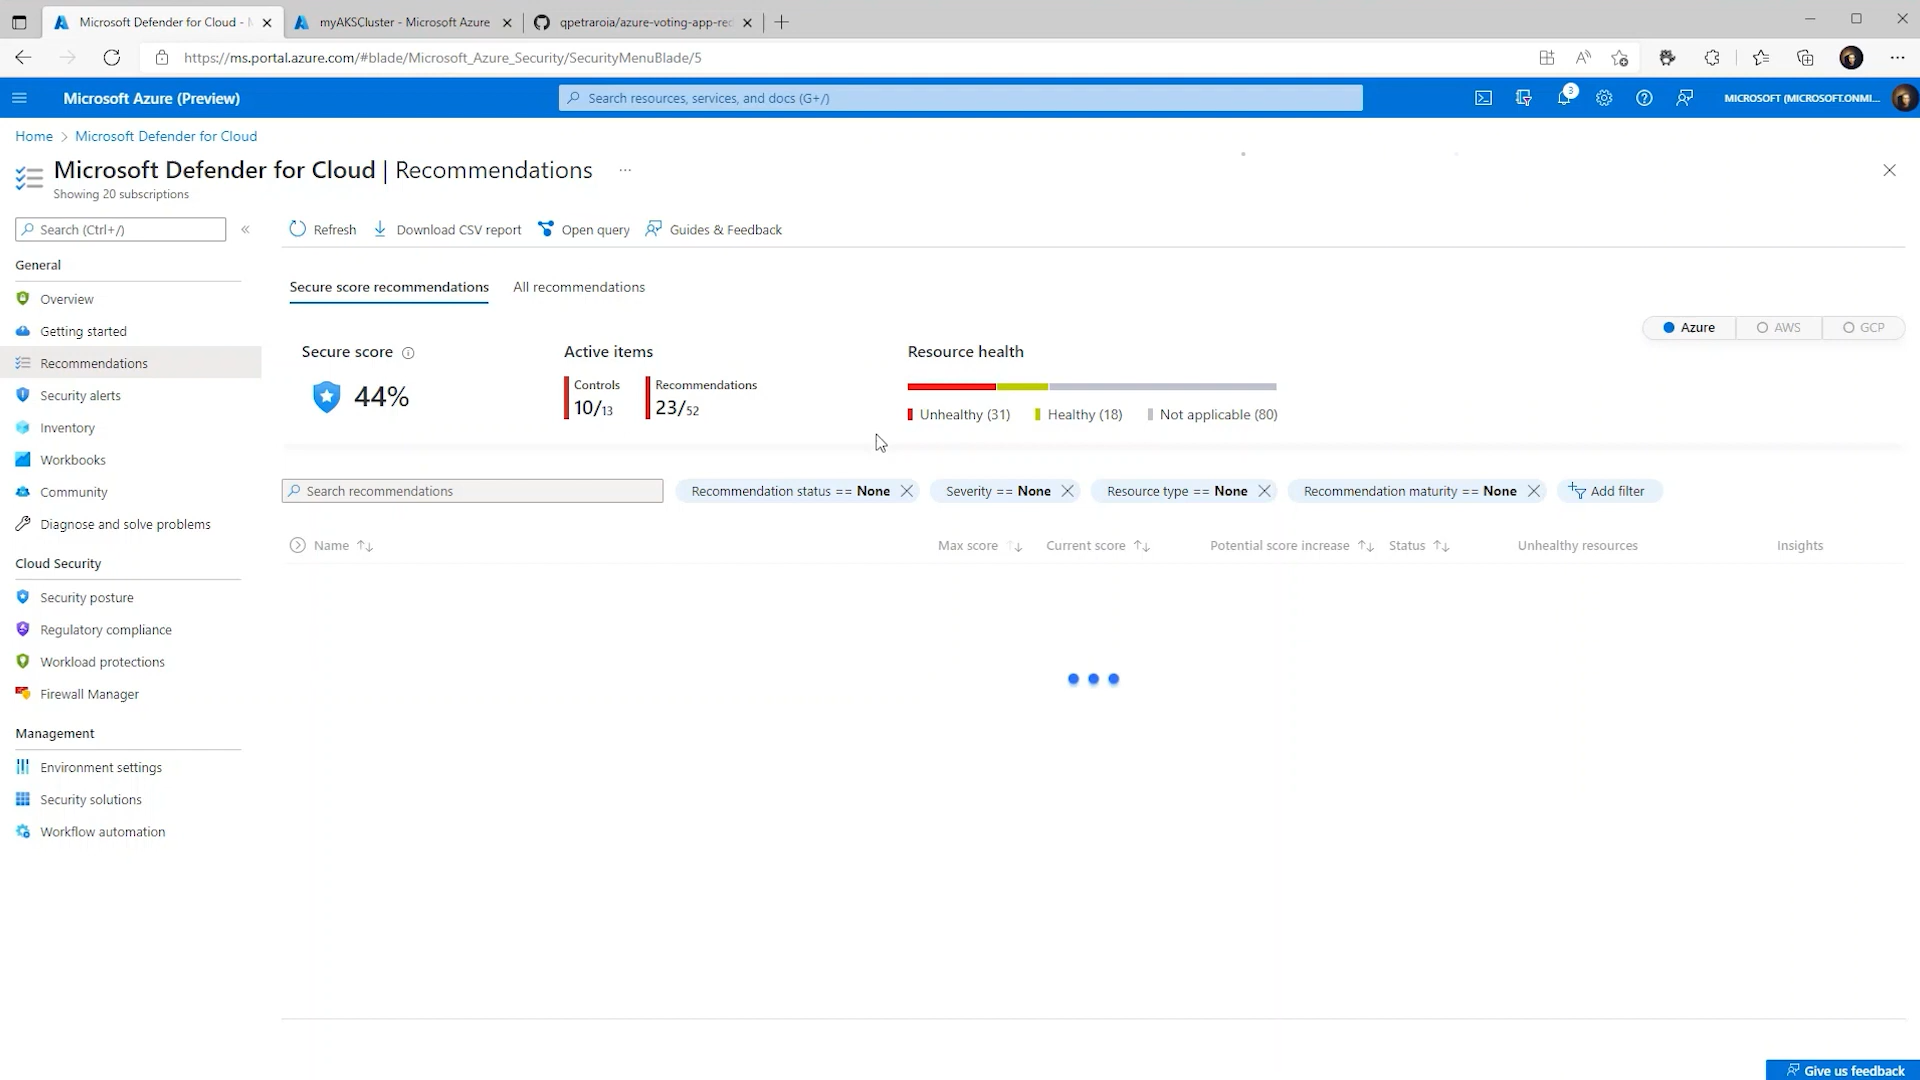 Microsoft Defender for Cloud - M
myAKSCluster - Microsoft Azure
qpetraroia/azure-voting-app-red
https://ms.portal.azure.com/#blade/Microsoft_Azure_Security/SecurityMenuBlade/5
Microsoft Azure (Preview)
Search resources, services, and docs (G+/)
3
MICROSOFT (MICROSOFT.ONMI...
Home > Microsoft Defender for Cloud
Microsoft Defender for Cloud | Recommendations ...
Showing 20 subscriptions
Search (Ctrl+/)
«
Refresh
Download CSV report
Open query
Guides & Feedback
General
Overview
Getting started
Recommendations
Security alerts
Inventory
Workbooks
Community
Diagnose and solve problems
Cloud Security
Security posture
Regulatory compliance
Workload protections
Firewall Manager
Management
Environment settings
Security solutions
Workflow automation
Secure score recommendations
All recommendations
Azure
AWS
GCP
Secure score
44%
Active items
Controls
10/13
Recommendations
23/52
Resource health
Unhealthy (31)
Healthy (18)
Not applicable (80)
Search recommendations
Recommendation status == None
Severity == None
Resource type == None
Recommendation maturity == None
Add filter
Name
Max score
Current score
Potential score increase
Status
Unhealthy resources
Insights
Give us feedback